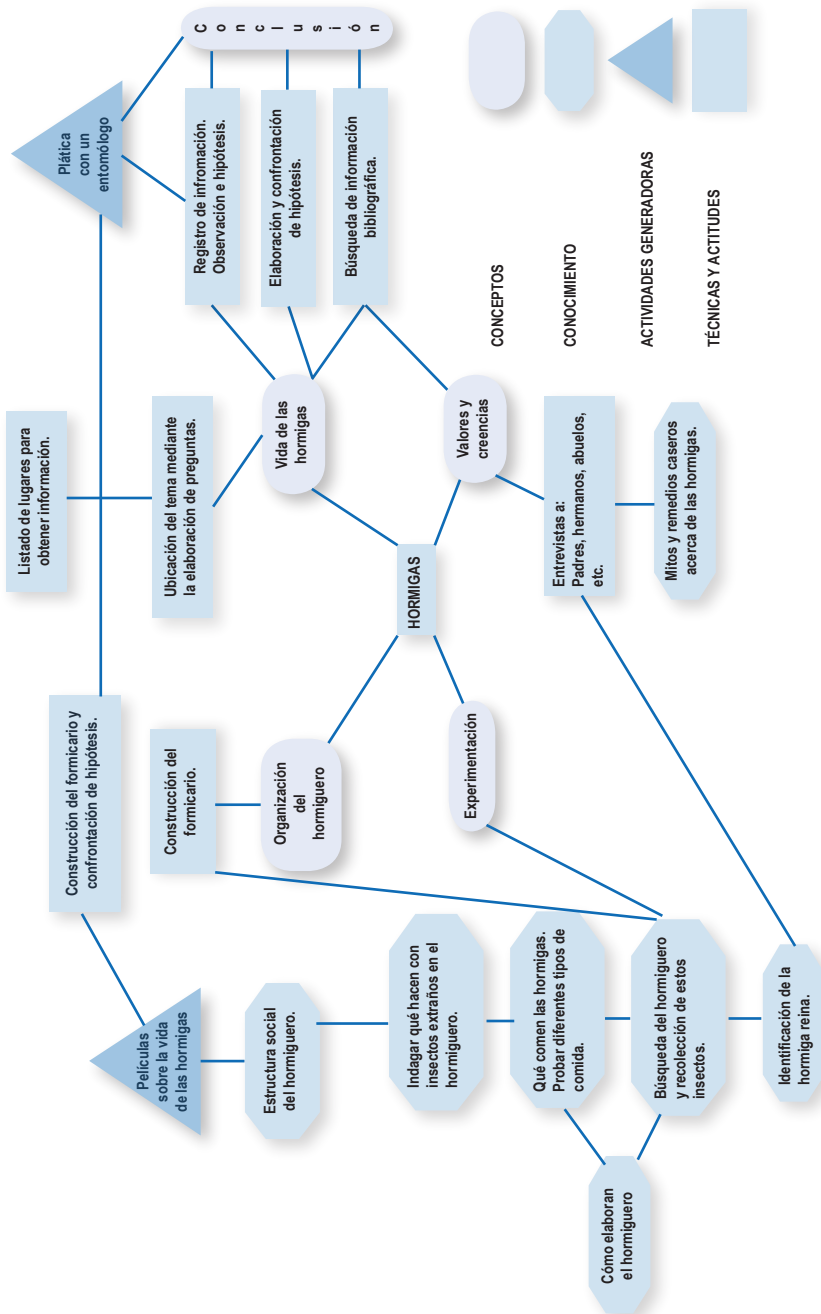 Películas
sobre la vida
de las hormigas
Construcción del formicario y
confrontación de hipótesis.
Listado de lugares para
obtener información.
Plática
con un
entomólogo
Estructura social
del hormiguero.
Construcción del
formicario.
Ubicación del tema mediante
la elaboración de preguntas.
Registro de infromación.
Observación e hipótesis.
Conclusión
Indagar qué hacen con
insectos extraños en el
hormiguero.
Organización
del
hormiguero
Vida de las
hormigas
Elaboración y confrontación
de hipótesis.
Qué comen las hormigas.
Probar diferentes tipos de
comida.
HORMIGAS
Búsqueda de información
bibliográfica.
Cómo elaboran
el hormiguero
Búsqueda del hormiguero
y recolección de estos
insectos.
Experimentación
Valores y
creencias
Identificación de la
hormiga reina.
Entrevistas a:
Padres, hermanos, abuelos,
etc.
Mitos y remedios caseros
acerca de las hormigas.
CONCEPTOS
CONOCIMIENTO
ACTIVIDADES GENERADORAS
TÉCNICAS Y ACTITUDES